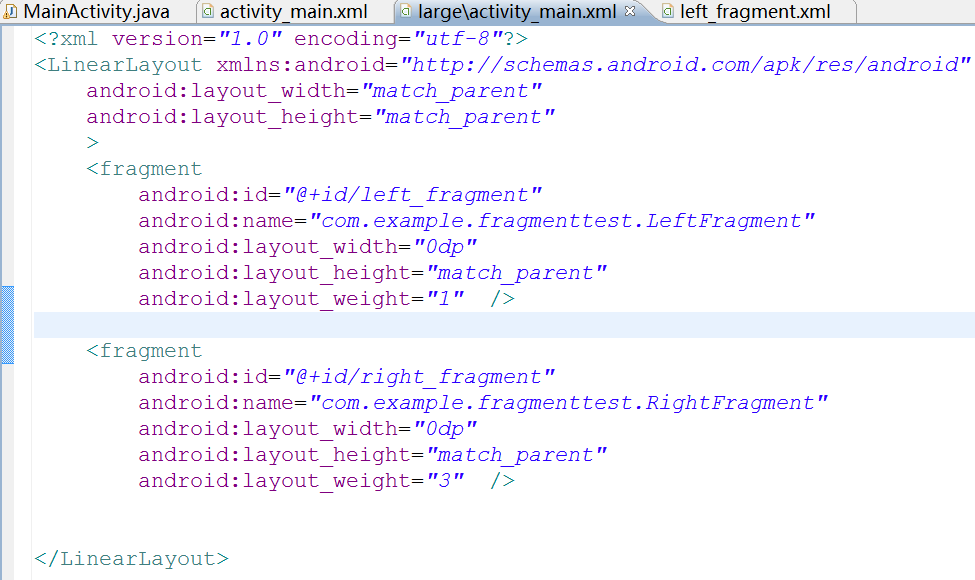 MainActivity.java activity_main.xml large\activity_main.xml left_fragment.xml
<?xml version="1.0" encoding="utf-8"?>
<LinearLayout xmlns:android="http://schemas.android.com/apk/res/android"
    android:layout_width="match_parent"
    android:layout_height="match_parent"
    >
    <fragment
        android:id="@+id/left_fragment"
        android:name="com.example.fragmenttest.LeftFragment"
        android:layout_width="0dp"
        android:layout_height="match_parent"
        android:layout_weight="1"  />
    <fragment
        android:id="@+id/right_fragment"
        android:name="com.example.fragmenttest.RightFragment"
        android:layout_width="0dp"
        android:layout_height="match_parent"
        android:layout_weight="3"  />
</LinearLayout>